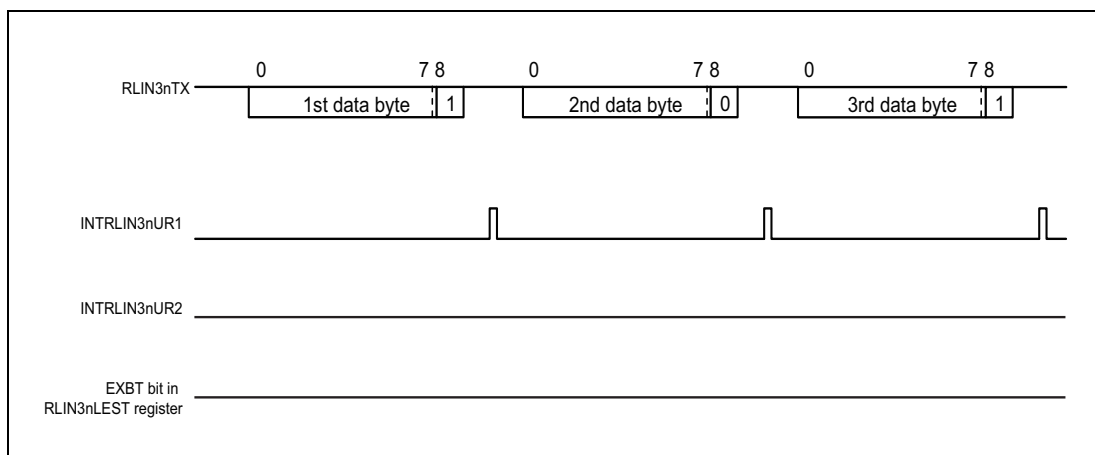 0 7 8 0 7 8 0 7 8
RLIN3nTX
1st data byte 1 2nd data byte 0 3rd data byte 1
INTRLIN3nUR1
INTRLIN3nUR2
EXBT bit in
RLIN3nLEST register